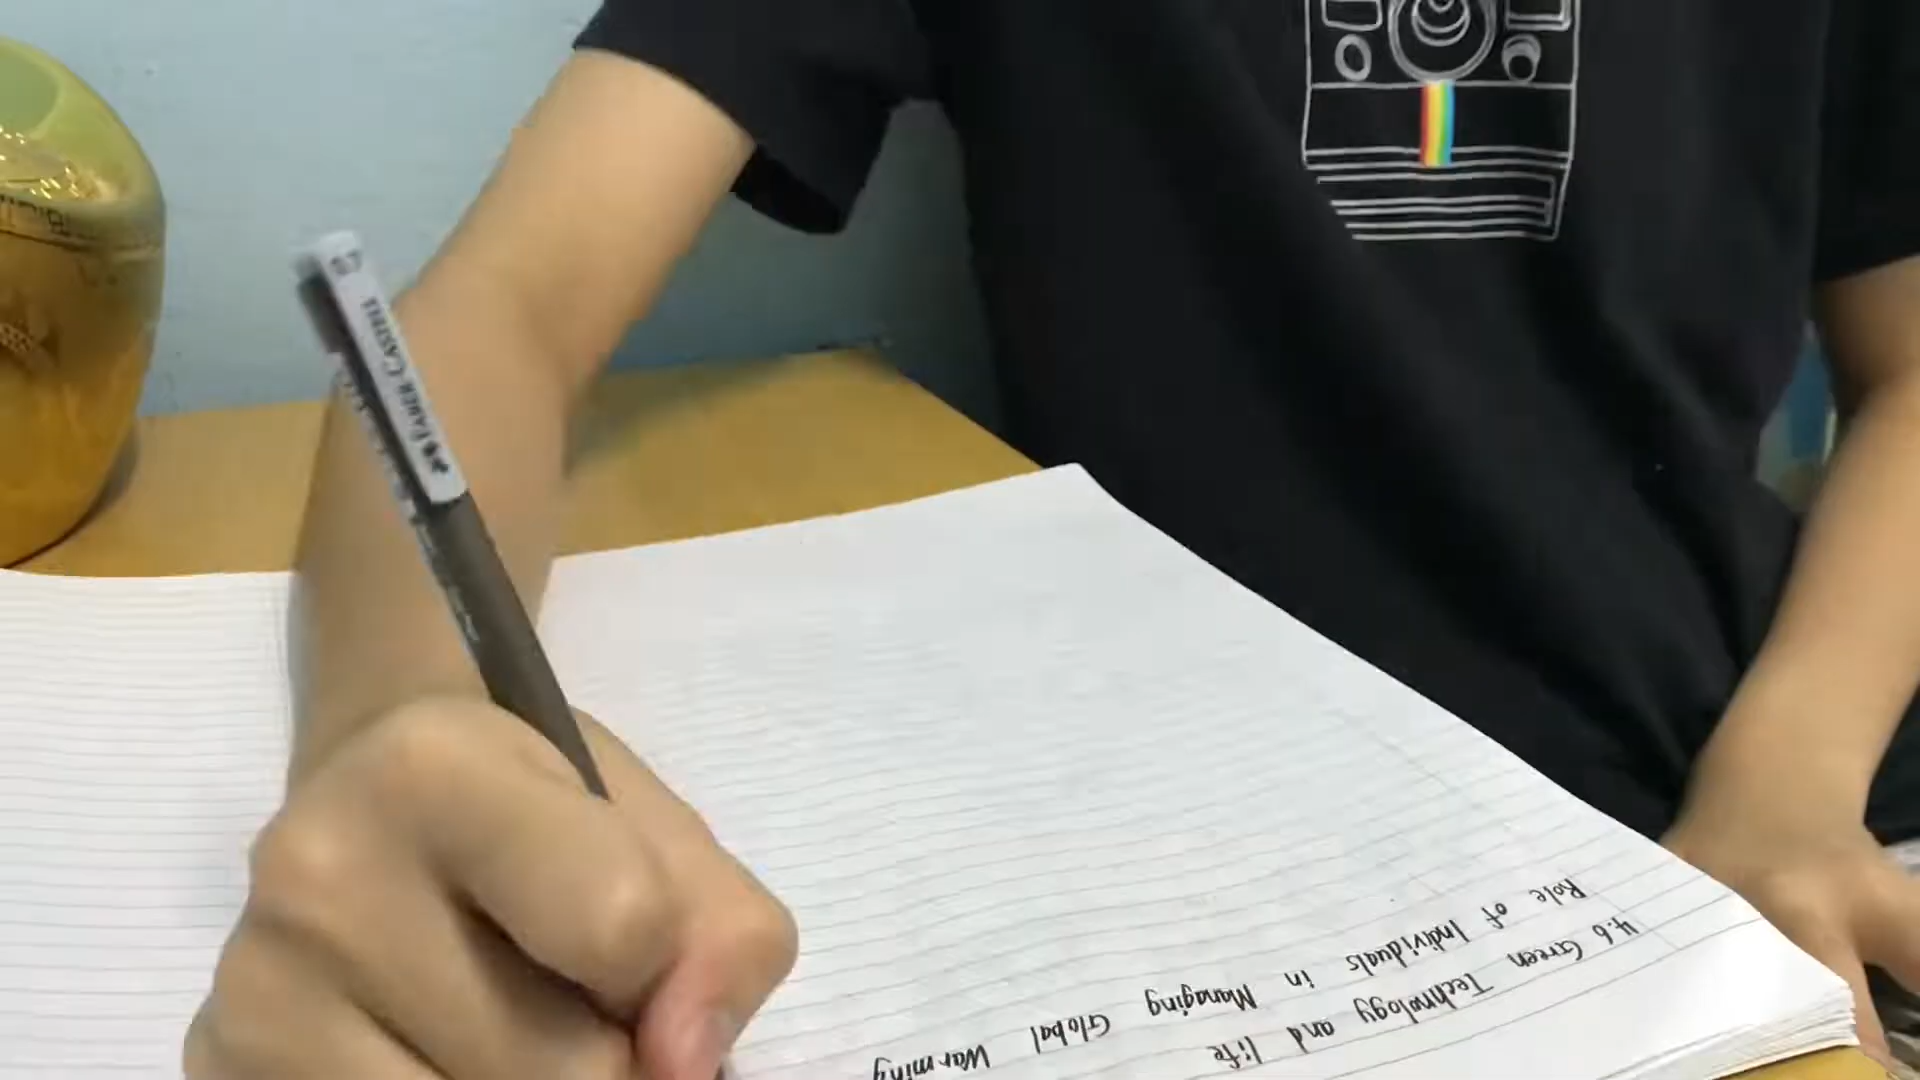 4.6 Green Technology and life
Role of Individuals in Managing Global Warming
FABER-CASTELL